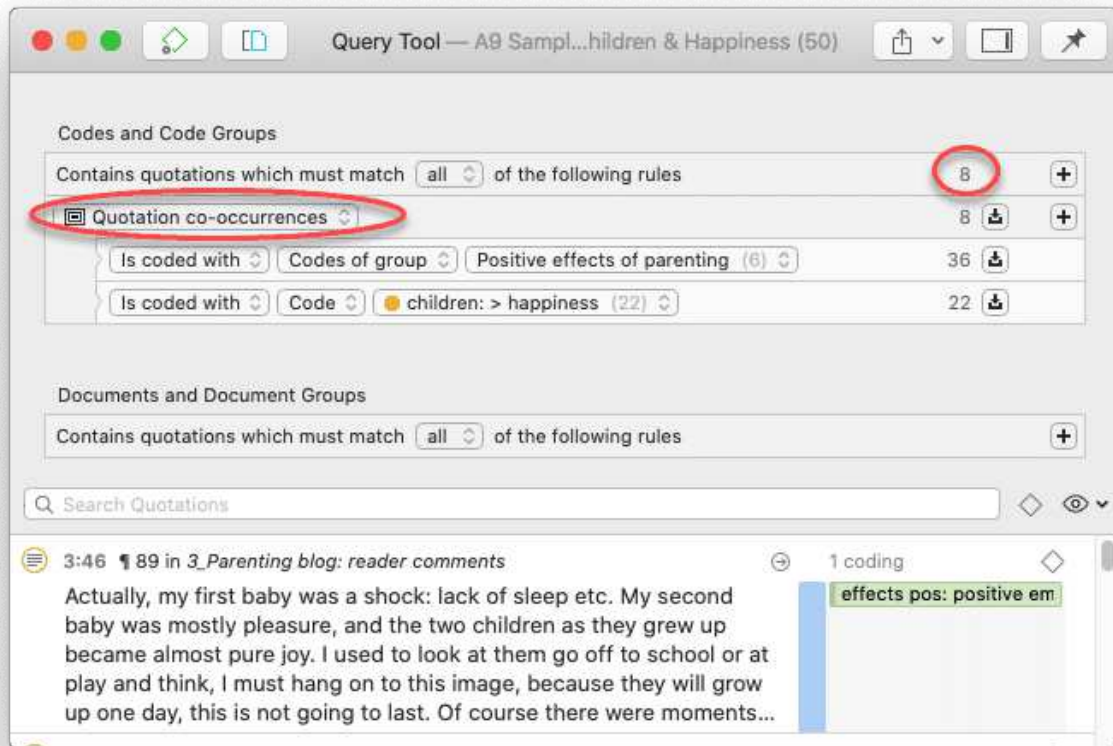 Query Tool — A9 Sampl...hildren & Happiness (50)
Codes and Code Groups
Contains quotations which must match all of the following rules 8
Quotation co-occurrences 8
Is coded with Codes of group Positive effects of parenting (6) 36
Is coded with Code children: > happiness (22) 22
Documents and Document Groups
Contains quotations which must match all of the following rules
Search Quotations
3:46 ¶ 89 in 3_Parenting blog: reader comments 1 coding
Actually, my first baby was a shock: lack of sleep etc. My second effects pos: positive em
baby was mostly pleasure, and the two children as they grew up
became almost pure joy. I used to look at them go off to school or at
play and think, I must hang on to this image, because they will grow
up one day, this is not going to last. Of course there were moments...